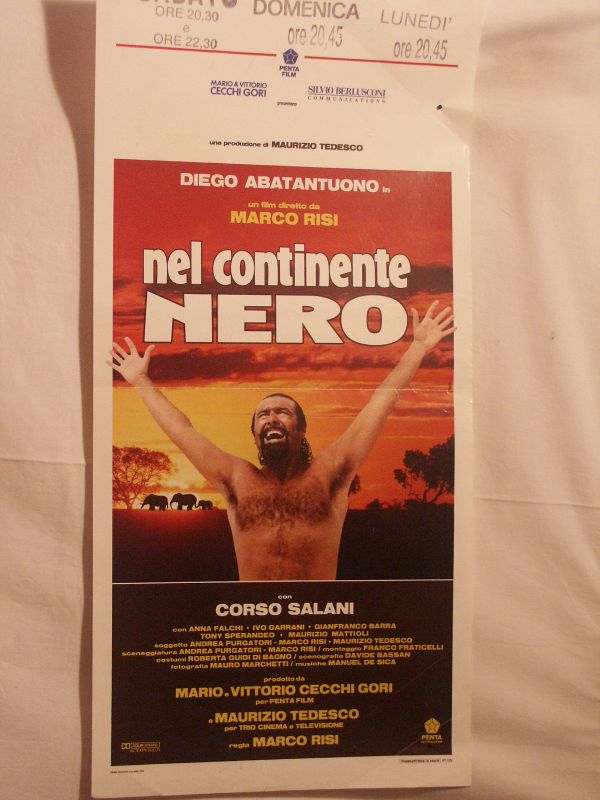 SABATO DOMENICA LUNEDI'
ORE 20.30
e
ORE 22,30
ore 20,45
ore 20,45
PENTA
FILM
MARIO & VITTORIO
CECCHI GORI
presentano
SILVIO BERLUSCONI
COMMUNICATIONS
una produzione di MAURIZIO TEDESCO
DIEGO ABATANTUONO in
un film diretto da
MARCO RISI
nel continente
NERO
con
CORSO SALANI
con ANNA FALCHI • IVO GARRANI • GIANFRANCO BARRA
TONY SPERANDEO • MAURIZIO MATTIOLI
soggetto ANDREA PURGATORI - MARCO RISI - MAURIZIO TEDESCO
sceneggiatura ANDREA PURGATORI - MARCO RISI / montaggio FRANCO FRATICELLI
costumi ROBERTA GUIDI DI BAGNO / scenografia DAVIDE BASSAN
fotografia MAURO MARCHETTI / musiche MANUEL DE SICA
prodotto da
MARIO e VITTORIO CECCHI GORI
per PENTA FILM
e MAURIZIO TEDESCO
per TRIO CINEMA e TELEVISIONE
regia MARCO RISI
DOLBY STEREO
PENTA